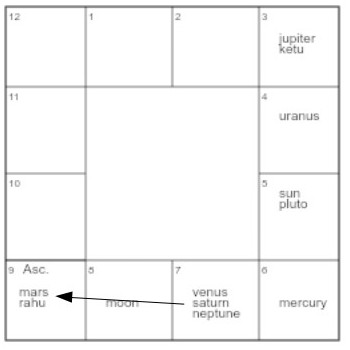 12
1
2
3
jupiter
ketu
11
4
uranus
10
5
sun
pluto
9 Asc.
mars
rahu
8
moon
7
venus
saturn
neptune
6
mercury